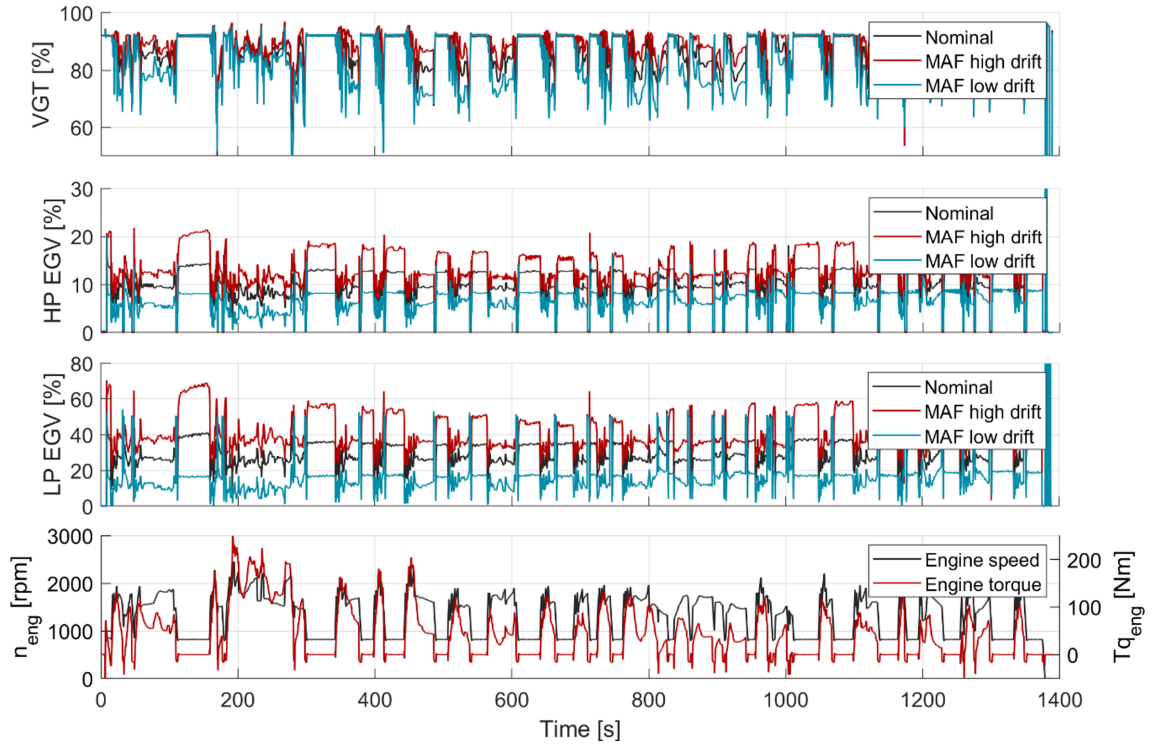 100
80
60
VGT [%]
Nominal
MAF high drift
MAF low drift
30
20
10
0
HP EGV [%]
Nominal
MAF high drift
MAF low drift
80
60
40
20
0
LP EGV [%]
Nominal
MAF high drift
MAF low drift
3000
2000
1000
0
n_eng [rpm]
Engine speed
Engine torque
200
100
0
Tq_eng [Nm]
0 200 400 600 800 1000 1200 1400
Time [s]